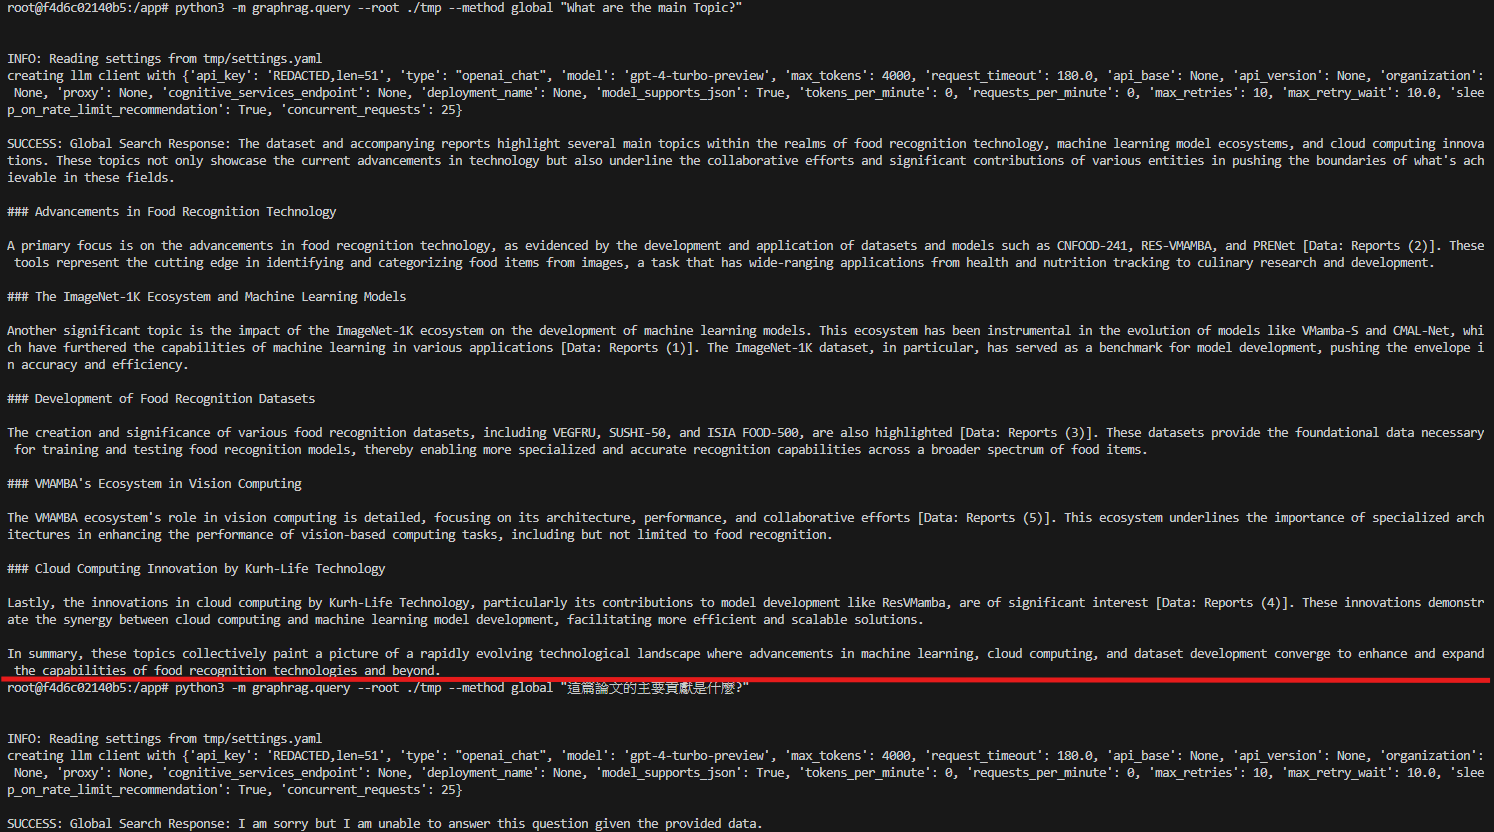 root@f4d6c02140b5:/app# python3 -m graphrag.query --root ./tmp --method global "What are the main Topic?"
INFO: Reading settings from tmp/settings.yaml
creating llm client with {'api_key': 'REDACTED,len=51', 'type': "openai_chat", 'model': 'gpt-4-turbo-preview', 'max_tokens': 4000, 'request_timeout': 180.0, 'api_base': None, 'api_version': None, 'organization':
None, 'proxy': None, 'cognitive_services_endpoint': None, 'deployment_name': None, 'model_supports_json': True, 'tokens_per_minute': 0, 'requests_per_minute': 0, 'max_retries': 10, 'max_retry_wait': 10.0, 'slee
p_on_rate_limit_recommendation': True, 'concurrent_requests': 25}
SUCCESS: Global Search Response: The dataset and accompanying reports highlight several main topics within the realms of food recognition technology, machine learning model ecosystems, and cloud computing innova
tions. These topics not only showcase the current advancements in technology but also underline the collaborative efforts and significant contributions of various entities in pushing the boundaries of what's ach
ievable in these fields.
### Advancements in Food Recognition Technology
A primary focus is on the advancements in food recognition technology, as evidenced by the development and application of datasets and models such as CNFOOD-241, RES-VMAMBA, and PRENet [Data: Reports (2)]. These
tools represent the cutting edge in identifying and categorizing food items from images, a task that has wide-ranging applications from health and nutrition tracking to culinary research and development.
### The ImageNet-1K Ecosystem and Machine Learning Models
Another significant topic is the impact of the ImageNet-1K ecosystem on the development of machine learning models. This ecosystem has been instrumental in the evolution of models like VMamba-S and CMAL-Net, whi
ch have furthered the capabilities of machine learning in various applications [Data: Reports (1)]. The ImageNet-1K dataset, in particular, has served as a benchmark for model development, pushing the envelope i
n accuracy and efficiency.
### Development of Food Recognition Datasets
The creation and significance of various food recognition datasets, including VEGFRU, SUSHI-50, and ISIA FOOD-500, are also highlighted [Data: Reports (3)]. These datasets provide the foundational data necessary
for training and testing food recognition models, thereby enabling more specialized and accurate recognition capabilities across a broader spectrum of food items.
### VMAMBA's Ecosystem in Vision Computing
The VMAMBA ecosystem's role in vision computing is detailed, focusing on its architecture, performance, and collaborative efforts [Data: Reports (5)]. This ecosystem underlines the importance of specialized arch
itectures in enhancing the performance of vision-based computing tasks, including but not limited to food recognition.
### Cloud Computing Innovation by Kurh-Life Technology
Lastly, the innovations in cloud computing by Kurh-Life Technology, particularly its contributions to model development like ResVMamba, are of significant interest [Data: Reports (4)]. These innovations demonstr
ate the synergy between cloud computing and machine learning model development, facilitating more efficient and scalable solutions.
In summary, these topics collectively paint a picture of a rapidly evolving technological landscape where advancements in machine learning, cloud computing, and dataset development converge to enhance and expand
the capabilities of food recognition technologies and beyond.
root@f4d6c02140b5:/app# python3 -m graphrag.query --root ./tmp --method global "這篇論文的主要貢獻是什麼?"
INFO: Reading settings from tmp/settings.yaml
creating llm client with {'api_key': 'REDACTED,len=51', 'type': "openai_chat", 'model': 'gpt-4-turbo-preview', 'max_tokens': 4000, 'request_timeout': 180.0, 'api_base': None, 'api_version': None, 'organization':
None, 'proxy': None, 'cognitive_services_endpoint': None, 'deployment_name': None, 'model_supports_json': True, 'tokens_per_minute': 0, 'requests_per_minute': 0, 'max_retries': 10, 'max_retry_wait': 10.0, 'slee
p_on_rate_limit_recommendation': True, 'concurrent_requests': 25}
SUCCESS: Global Search Response: I am sorry but I am unable to answer this question given the provided data.